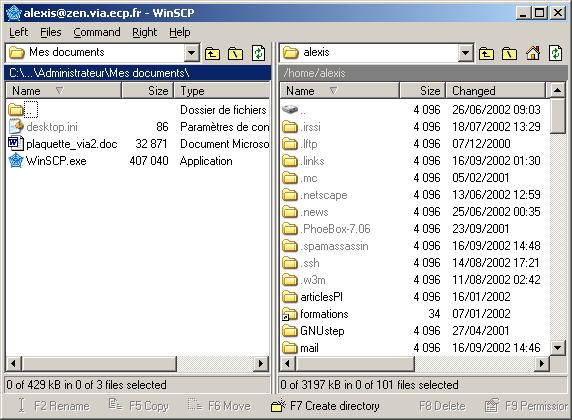 alexis@zen.via.ecp.fr - WinSCP
Left Files Command Right Help
Mes documents
C:\...\Administrateur\Mes documents\
Name Size Type
.. Dossier de fichiers
desktop.ini 86 Paramètres de con
plaquette_via2.doc 32 871 Document Microso
WinSCP.exe 407 040 Application
0 of 429 kB in 0 of 3 files selected
alexis
/home/alexis
Name Size Changed
.. 4 096 26/06/2002 09:03
.irssi 4 096 18/07/2002 13:29
.lftp 4 096 07/12/2000
.links 4 096 16/09/2002 01:30
.mc 4 096 05/02/2001
.netscape 4 096 13/06/2002 12:59
.news 4 096 25/06/2002 00:35
.PhoeBox-7.06 4 096 23/09/2001
.spamassassin 4 096 16/09/2002 14:48
.ssh 4 096 14/08/2002 17:21
.w3m 4 096 11/08/2002 02:42
articlesPI 4 096 16/01/2002
formations 34 07/01/2002
GNUstep 4 096 27/04/2001
mail 4 096 16/09/2002 14:46
0 of 3197 kB in 0 of 101 files selected
F2 Rename F5 Copy F6 Move F7 Create directory F8 Delete F9 Permission